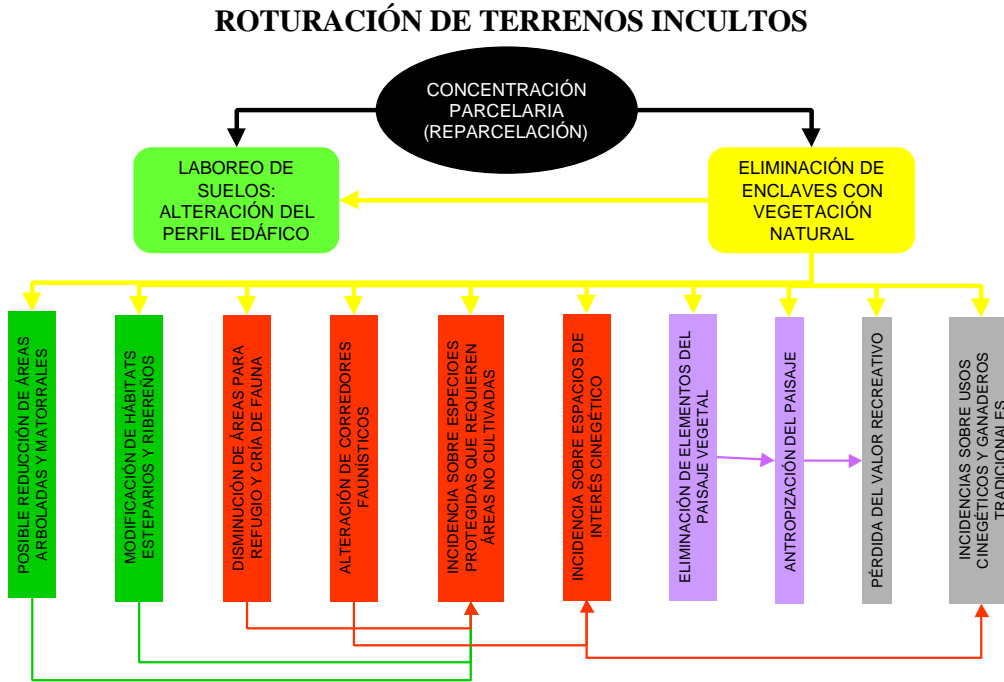 ROTURACIÓN DE TERRENOS INCULTOS
CONCENTRACIÓN
PARCELARIA
(REPARCELACIÓN)
LABOREO DE
SUELOS:
ALTERACIÓN DEL
PERFIL EDÁFICO
ELIMINACIÓN DE
ENCLAVES CON
VEGETACIÓN
NATURAL
POSIBLE REDUCCIÓN DE ÁREAS
ARBOLADAS Y MATORRALES
MODIFICACIÓN DE HÁBITATS
ESTEPARIOS Y RIBEREÑOS
DISMINUCIÓN DE ÁREAS PARA
REFUGIO Y CRÍA DE FAUNA
ALTERACIÓN DE CORREDORES
FAUNÍSTICOS
INCIDENCIA SOBRE ESPECIOES
PROTEGIDAS QUE REQUIEREN
ÁREAS NO CULTIVADAS
INCIDENCIA SOBRE ESPACIOS DE
INTERÉS CINEGÉTICO
ELIMINACIÓN DE ELEMENTOS DEL
PAISAJE VEGETAL
ANTROPIZACIÓN DEL PAISAJE
PÉRDIDA DEL VALOR RECREATIVO
INCIDENCIAS SOBRE USOS
CINEGÉTICOS Y GANADEROS
TRADICIONALES